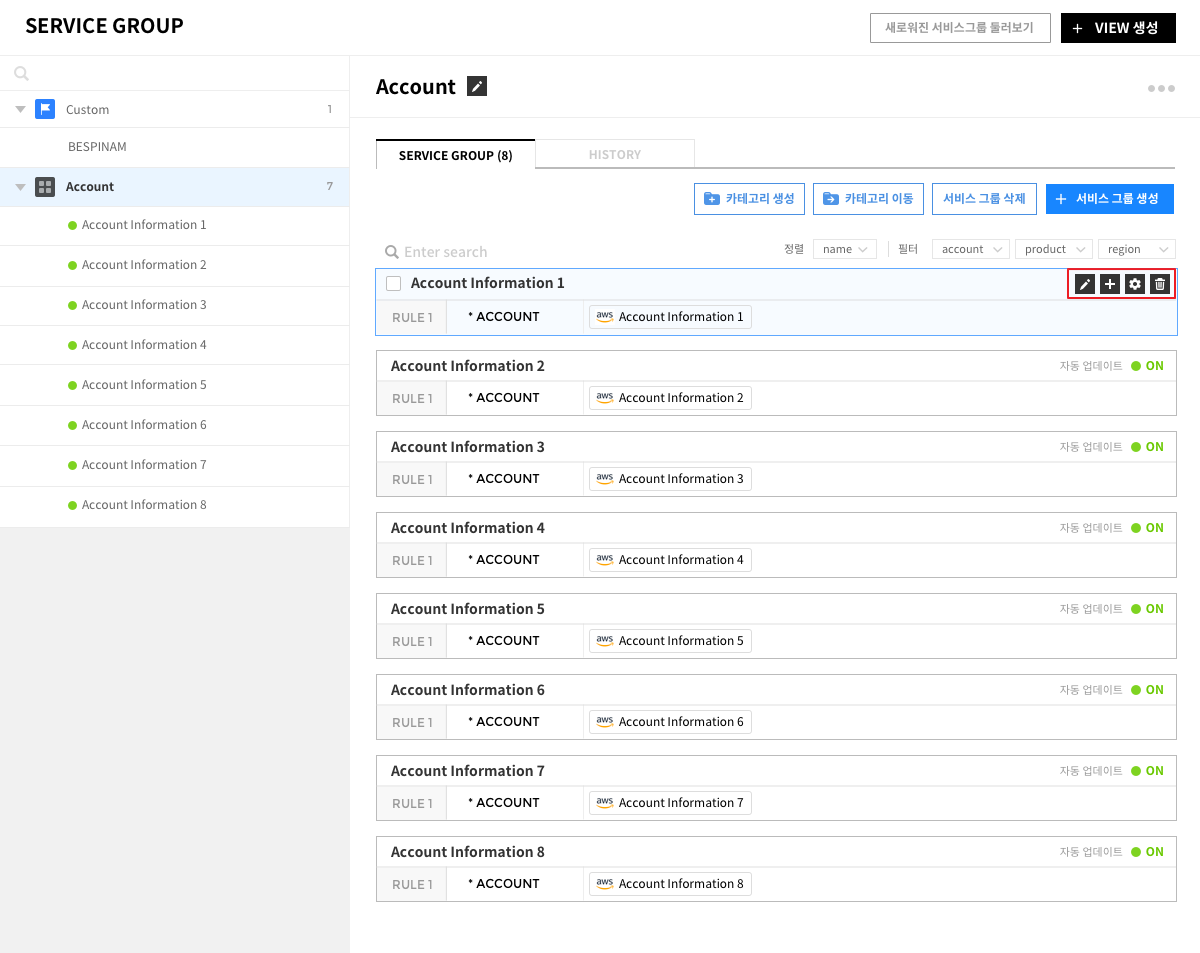 SERVICE GROUP
새로워진 서비스그룹 둘러보기
+ VIEW 생성
Custom 1
BESPINAM
Account 7
Account Information 1
Account Information 2
Account Information 3
Account Information 4
Account Information 5
Account Information 6
Account Information 7
Account Information 8
Account
SERVICE GROUP (8)
HISTORY
카테고리 생성
카테고리 이동
서비스 그룹 삭제
+ 서비스 그룹 생성
Enter search
정렬 name
필터 account product region
Account Information 1
RULE 1 * ACCOUNT aws Account Information 1
Account Information 2 자동 업데이트 ON
RULE 1 * ACCOUNT aws Account Information 2
Account Information 3 자동 업데이트 ON
RULE 1 * ACCOUNT aws Account Information 3
Account Information 4 자동 업데이트 ON
RULE 1 * ACCOUNT aws Account Information 4
Account Information 5 자동 업데이트 ON
RULE 1 * ACCOUNT aws Account Information 5
Account Information 6 자동 업데이트 ON
RULE 1 * ACCOUNT aws Account Information 6
Account Information 7 자동 업데이트 ON
RULE 1 * ACCOUNT aws Account Information 7
Account Information 8 자동 업데이트 ON
RULE 1 * ACCOUNT aws Account Information 8